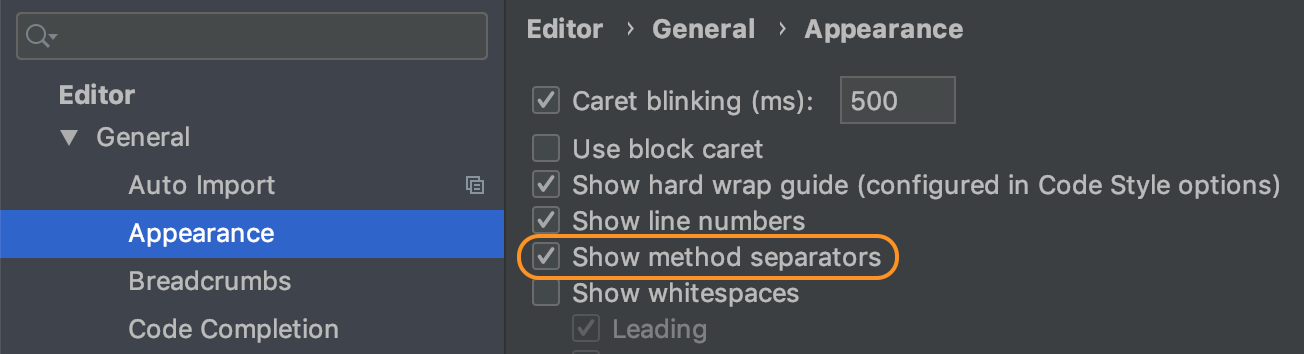 Editor
General
Auto Import
Appearance
Breadcrumbs
Code Completion
Editor › General › Appearance
Caret blinking (ms): 500
Use block caret
Show hard wrap guide (configured in Code Style options)
Show line numbers
Show method separators
Show whitespaces
Leading